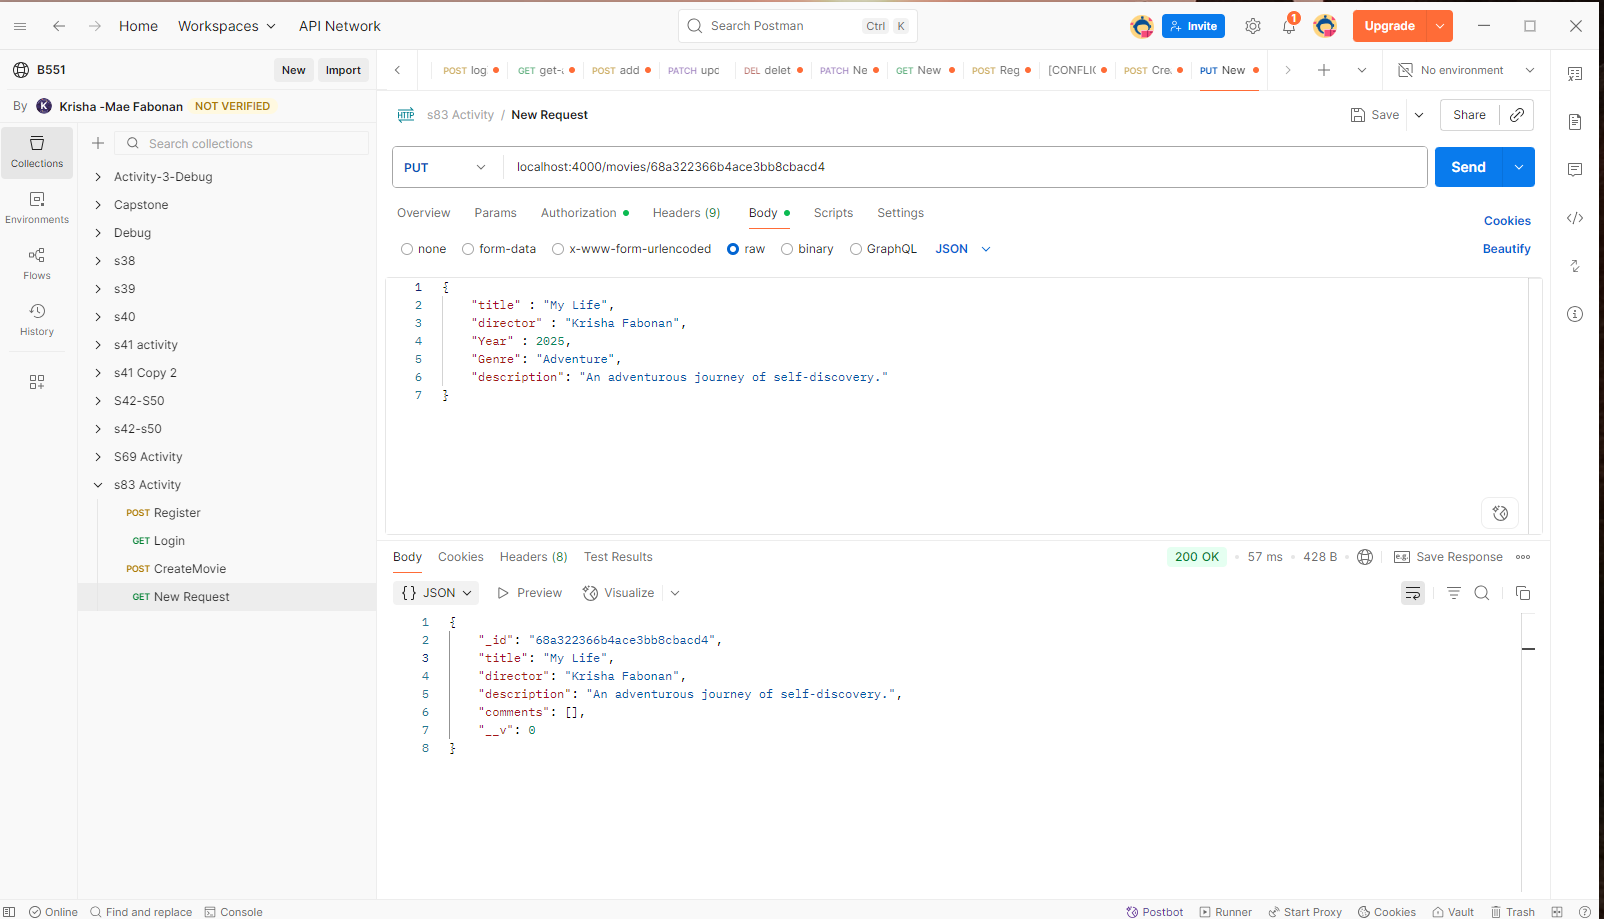 Home Workspaces API Network Search Postman Ctrl K Invite 1 Upgrade
B551 New Import POST log GET get- POST add PATCH upc DEL delet PATCH Ne GET New POST Reg [CONFLI POST Cre PUT New No environment
By K Krisha -Mae Fabonan NOT VERIFIED
HTTP s83 Activity / New Request Save Share
Search collections
Collections
Environments
Flows
History
Activity-3-Debug
Capstone
Debug
s38
s39
s40
s41 activity
s41 Copy 2
S42-S50
s42-s50
S69 Activity
s83 Activity
POST Register
GET Login
POST CreateMovie
GET New Request
PUT localhost:4000/movies/68a322366b4ace3bb8cbacd4 Send
Overview Params Authorization Headers (9) Body Scripts Settings Cookies
none form-data x-www-form-urlencoded raw binary GraphQL JSON Beautify
1 {
2 "title" : "My Life",
3 "director" : "Krisha Fabonan",
4 "Year" : 2025,
5 "Genre": "Adventure",
6 "description": "An adventurous journey of self-discovery."
7 }
Body Cookies Headers (8) Test Results 200 OK 57 ms 428 B e.g. Save Response
{} JSON Preview Visualize
1 {
2 "_id": "68a322366b4ace3bb8cbacd4",
3 "title": "My Life",
4 "director": "Krisha Fabonan",
5 "description": "An adventurous journey of self-discovery.",
6 "comments": [],
7 "__v": 0
8 }
Online Find and replace Console Postbot Runner Start Proxy Cookies Vault Trash